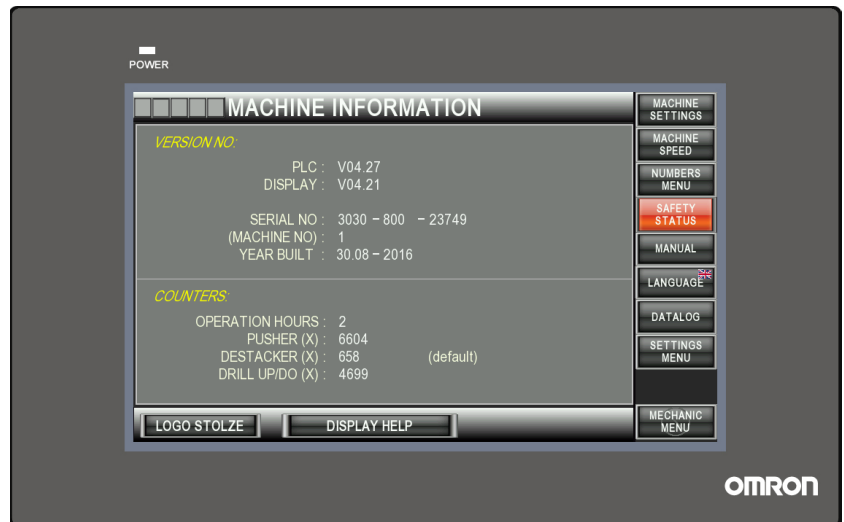 POWER
MACHINE INFORMATION
VERSION NO:
PLC : V04.27
DISPLAY : V04.21
SERIAL NO : 3030 - 800 - 23749
(MACHINE NO) : 1
YEAR BUILT : 30.08 - 2016
COUNTERS:
OPERATION HOURS : 2
PUSHER (X) : 6604
DESTACKER (X) : 658 (default)
DRILL UP/DO (X) : 4699
LOGO STOLZE
DISPLAY HELP
MACHINE
SETTINGS
MACHINE
SPEED
NUMBERS
MENU
SAFETY
STATUS
MANUAL
LANGUAGE
DATALOG
SETTINGS
MENU
MECHANIC
MENU
OMRON